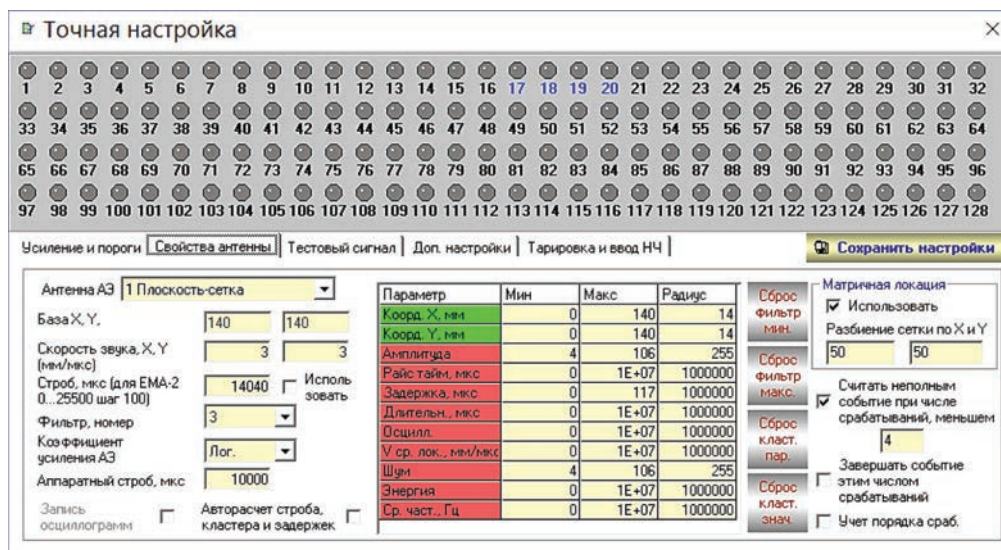 Точная настройка
1 2 3 4 5 6 7 8 9 10 11 12 13 14 15 16 17 18 19 20 21 22 23 24 25 26 27 28 29 30 31 32
33 34 35 36 37 38 39 40 41 42 43 44 45 46 47 48 49 50 51 52 53 54 55 56 57 58 59 60 61 62 63 64
65 66 67 68 69 70 71 72 73 74 75 76 77 78 79 80 81 82 83 84 85 86 87 88 89 90 91 92 93 94 95 96
97 98 99 100 101 102 103 104 105 106 107 108 109 110 111 112 113 114 115 116 117 118 119 120 121 122 123 124 125 126 127 128
Усиление и пороги Свойства антенны Тестовый сигнал Доп. настройки Тарировка и ввод НЧ Сохранить настройки
Антенна АЭ 1 Плоскость-сетка
База X, Y, 140 140
Скорость звука, X, Y
(мм/мкс) 3 3
Строб, мкс (для EMA-2
0...25500 шаг 100) 14040
Исполь
зовать
Фильтр, номер 3
Коэффициент
усиления АЭ Лог.
Аппаратный строб, мкс 10000
Запись
осциллограмм
Авторасчет строба,
кластера и задержек
Параметр Мин Макс Радиус
Коорд. X, мм 0 140 14
Коорд. Y, мм 0 140 14
Амплитуда 4 106 255
Райс тайм, мкс 0 1E+07 1000000
Задержка, мкс 0 117 1000000
Длительн., мкс 0 1E+07 1000000
Осцилл. 0 1E+07 1000000
V ср. лок., мм/мкс 0 1E+07 1000000
Шум 4 106 255
Энергия 0 1E+07 1000000
Ср. част., Гц 0 1E+07 1000000
Сброс
фильтр
мин.
Сброс
фильтр
макс.
Сброс
класт.
пар.
Сброс
класт.
знач.
Матричная локация
Использовать
Разбиение сетки по X и Y
50 50
Считать неполным
событие при числе
срабатываний, меньшем
4
Завершать событие
этим числом
срабатываний
Учет порядка сраб.